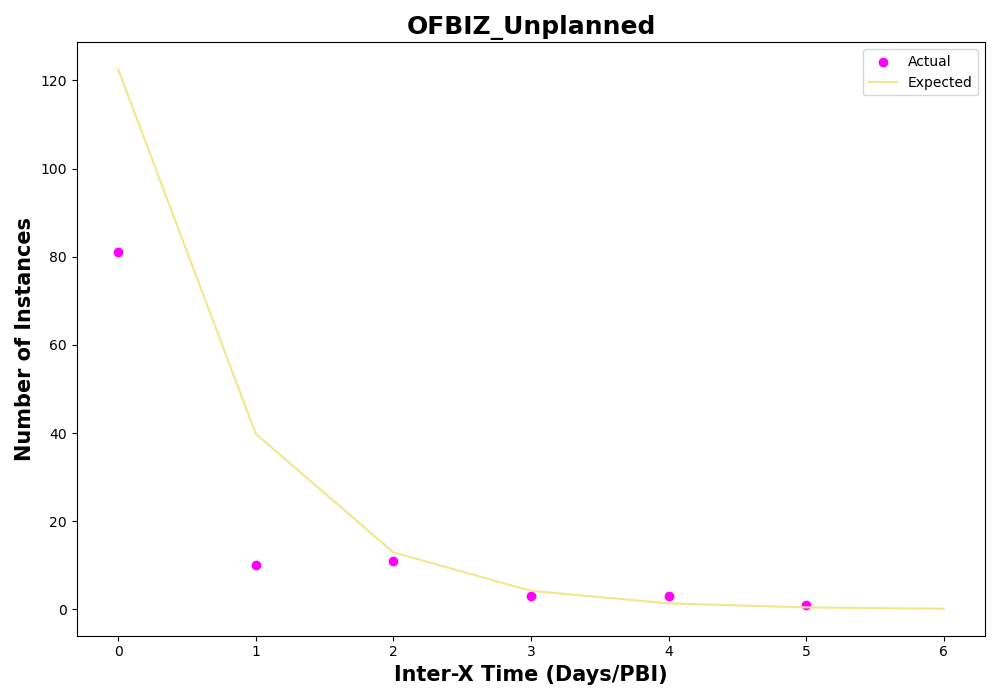 OFBIZ_Unplanned
Actual
Expected
120
100
80
60
40
20
0
Number of Instances
0 1 2 3 4 5 6
Inter-X Time (Days/PBI)